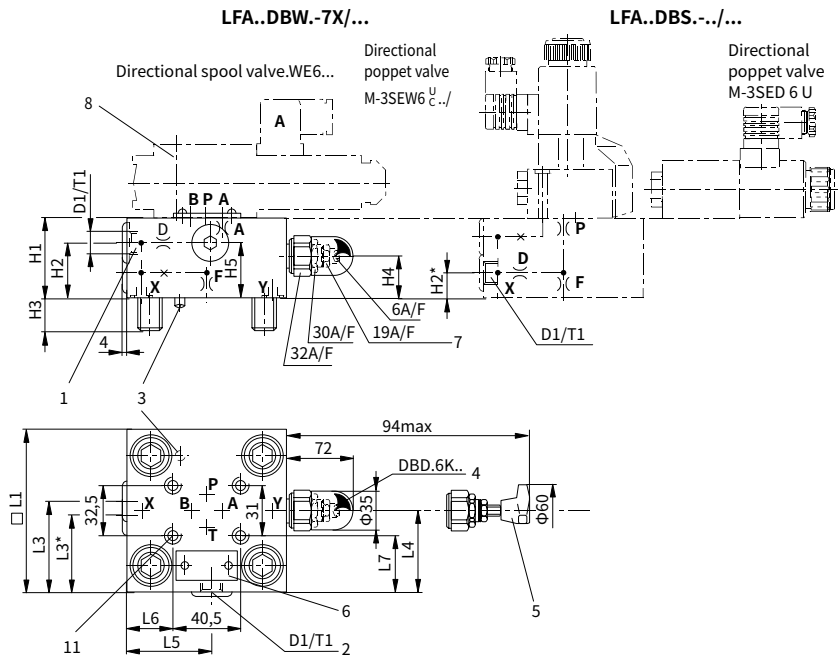 LFA..DBW.-7X/...
LFA..DBS.-../...
Directional spool valve.WE6...
Directional
poppet valve
M-3SEW6 U C ../
Directional
poppet valve
M-3SED 6 U
8
A
D1/T1
B P A
D
A
P
H1
H2
H5
H4
H2*
D
X
F
Y
X
F
H3
6A/F
4
30A/F
19A/F
7
32A/F
D1/T1
1
3
94max
72
DBD.6K..
4
P
X
B
A
Y
T
□ L1
32,5
31
Φ35
Φ60
L3
L3*
L7
L4
6
5
L6
40,5
D1/T1
2
11
L5